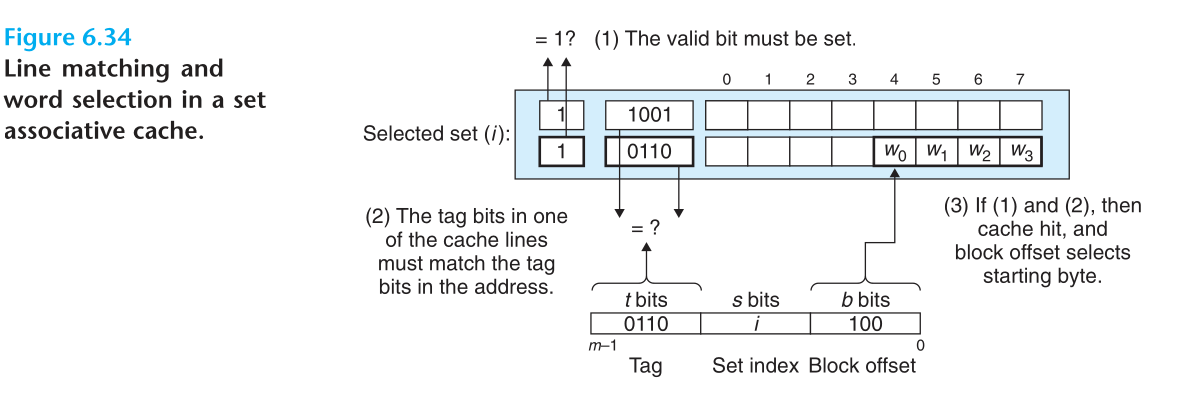 Figure 6.34
Line matching and
word selection in a set
associative cache.
= 1? (1) The valid bit must be set.
0 1 2 3 4 5 6 7
Selected set (i):
1 1001
1 0110 w0 w1 w2 w3
(2) The tag bits in one
of the cache lines
must match the tag
bits in the address.
= ?
(3) If (1) and (2), then
cache hit, and
block offset selects
starting byte.
t bits s bits b bits
0110 i 100
m–1 0
Tag Set index Block offset